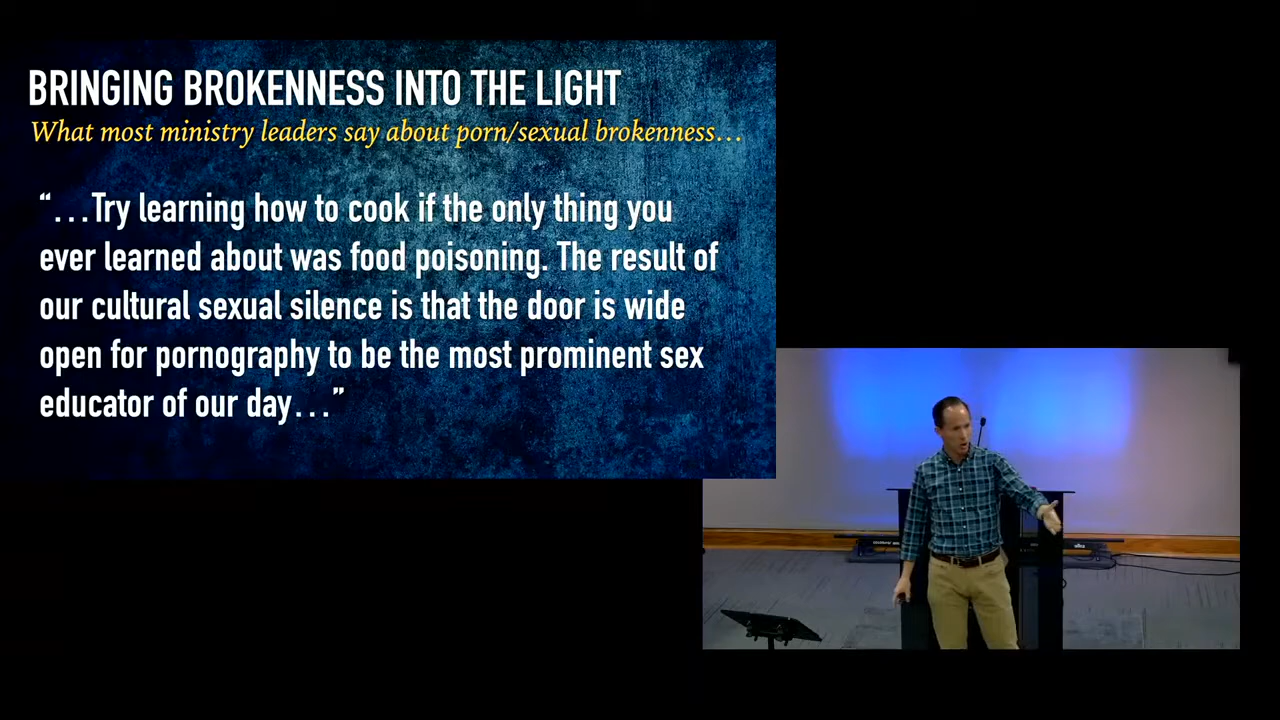 BRINGING BROKENNESS INTO THE LIGHT
What most ministry leaders say about porn/sexual brokenness…
“…Try learning how to cook if the only thing you
ever learned about was food poisoning. The result of
our cultural sexual silence is that the door is wide
open for pornography to be the most prominent sex
educator of our day…”